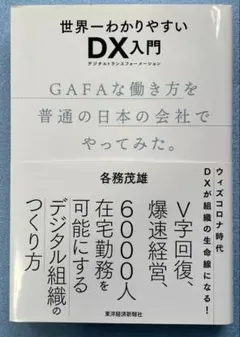 世界一わかりやすい
DX入門
デジタルトランスフォーメーション
GAFAな働き方を
普通の日本の会社で
やってみた。
各務茂雄
ウィズコロナ時代
DXが組織の生命線になる!
V字回復、
爆速経営、
6000人
在宅勤務を
可能にする
デジタル組織の
つくり方
東洋経済新報社